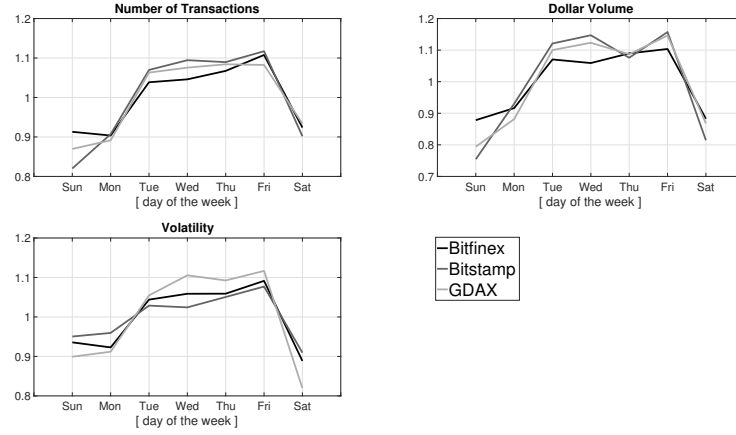 Number of Transactions
1.2
1.1
1
0.9
0.8
Sun Mon Tue Wed Thu Fri Sat
[ day of the week ]
Dollar Volume
1.2
1.1
1
0.9
0.8
0.7
Sun Mon Tue Wed Thu Fri Sat
[ day of the week ]
Volatility
1.2
1.1
1
0.9
0.8
Sun Mon Tue Wed Thu Fri Sat
[ day of the week ]
Bitfinex
Bitstamp
GDAX